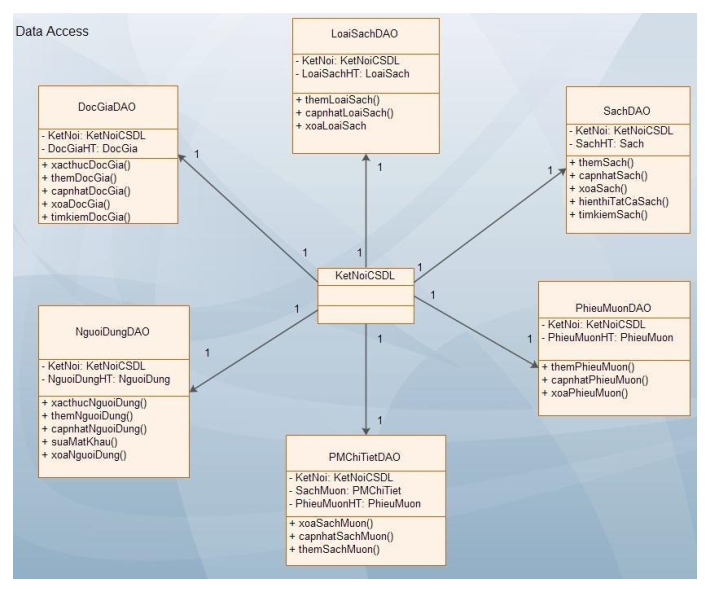 Data Access
LoaiSachDAO
- KetNoi: KetNoiCSDL
- LoaiSachHT: LoaiSach
+ themLoaiSach()
+ capnhatLoaiSach()
+ xoaLoaiSach
DocGiaDAO
- KetNoi: KetNoiCSDL
- DocGiaHT: DocGia
+ xacthucDocGia()
+ themDocGia()
+ capnhatDocGia()
+ xoaDocGia()
+ timkiemDocGia()
SachDAO
- KetNoi: KetNoiCSDL
- SachHT: Sach
+ themSach()
+ capnhatSach()
+ xoaSach()
+ hienthiTatCaSach()
+ timkiemSach()
1
1
1
1
1
1
KetNoiCSDL
NguoiDungDAO
- KetNoi: KetNoiCSDL
- NguoiDungHT: NguoiDung
+ xacthucNguoiDung()
+ themNguoiDung()
+ capnhatNguoiDung()
+ suaMatKhau()
+ xoaNguoiDung()
1
1
1
1
1
1
PhieuMuonDAO
- KetNoi: KetNoiCSDL
- PhieuMuonHT: PhieuMuon
+ themPhieuMuon()
+ capnhatPhieuMuon()
+ xoaPhieuMuon()
PMChiTietDAO
- KetNoi: KetNoiCSDL
- SachMuon: PMChiTiet
- PhieuMuonHT: PhieuMuon
+ xoaSachMuon()
+ capnhatSachMuon()
+ themSachMuon()